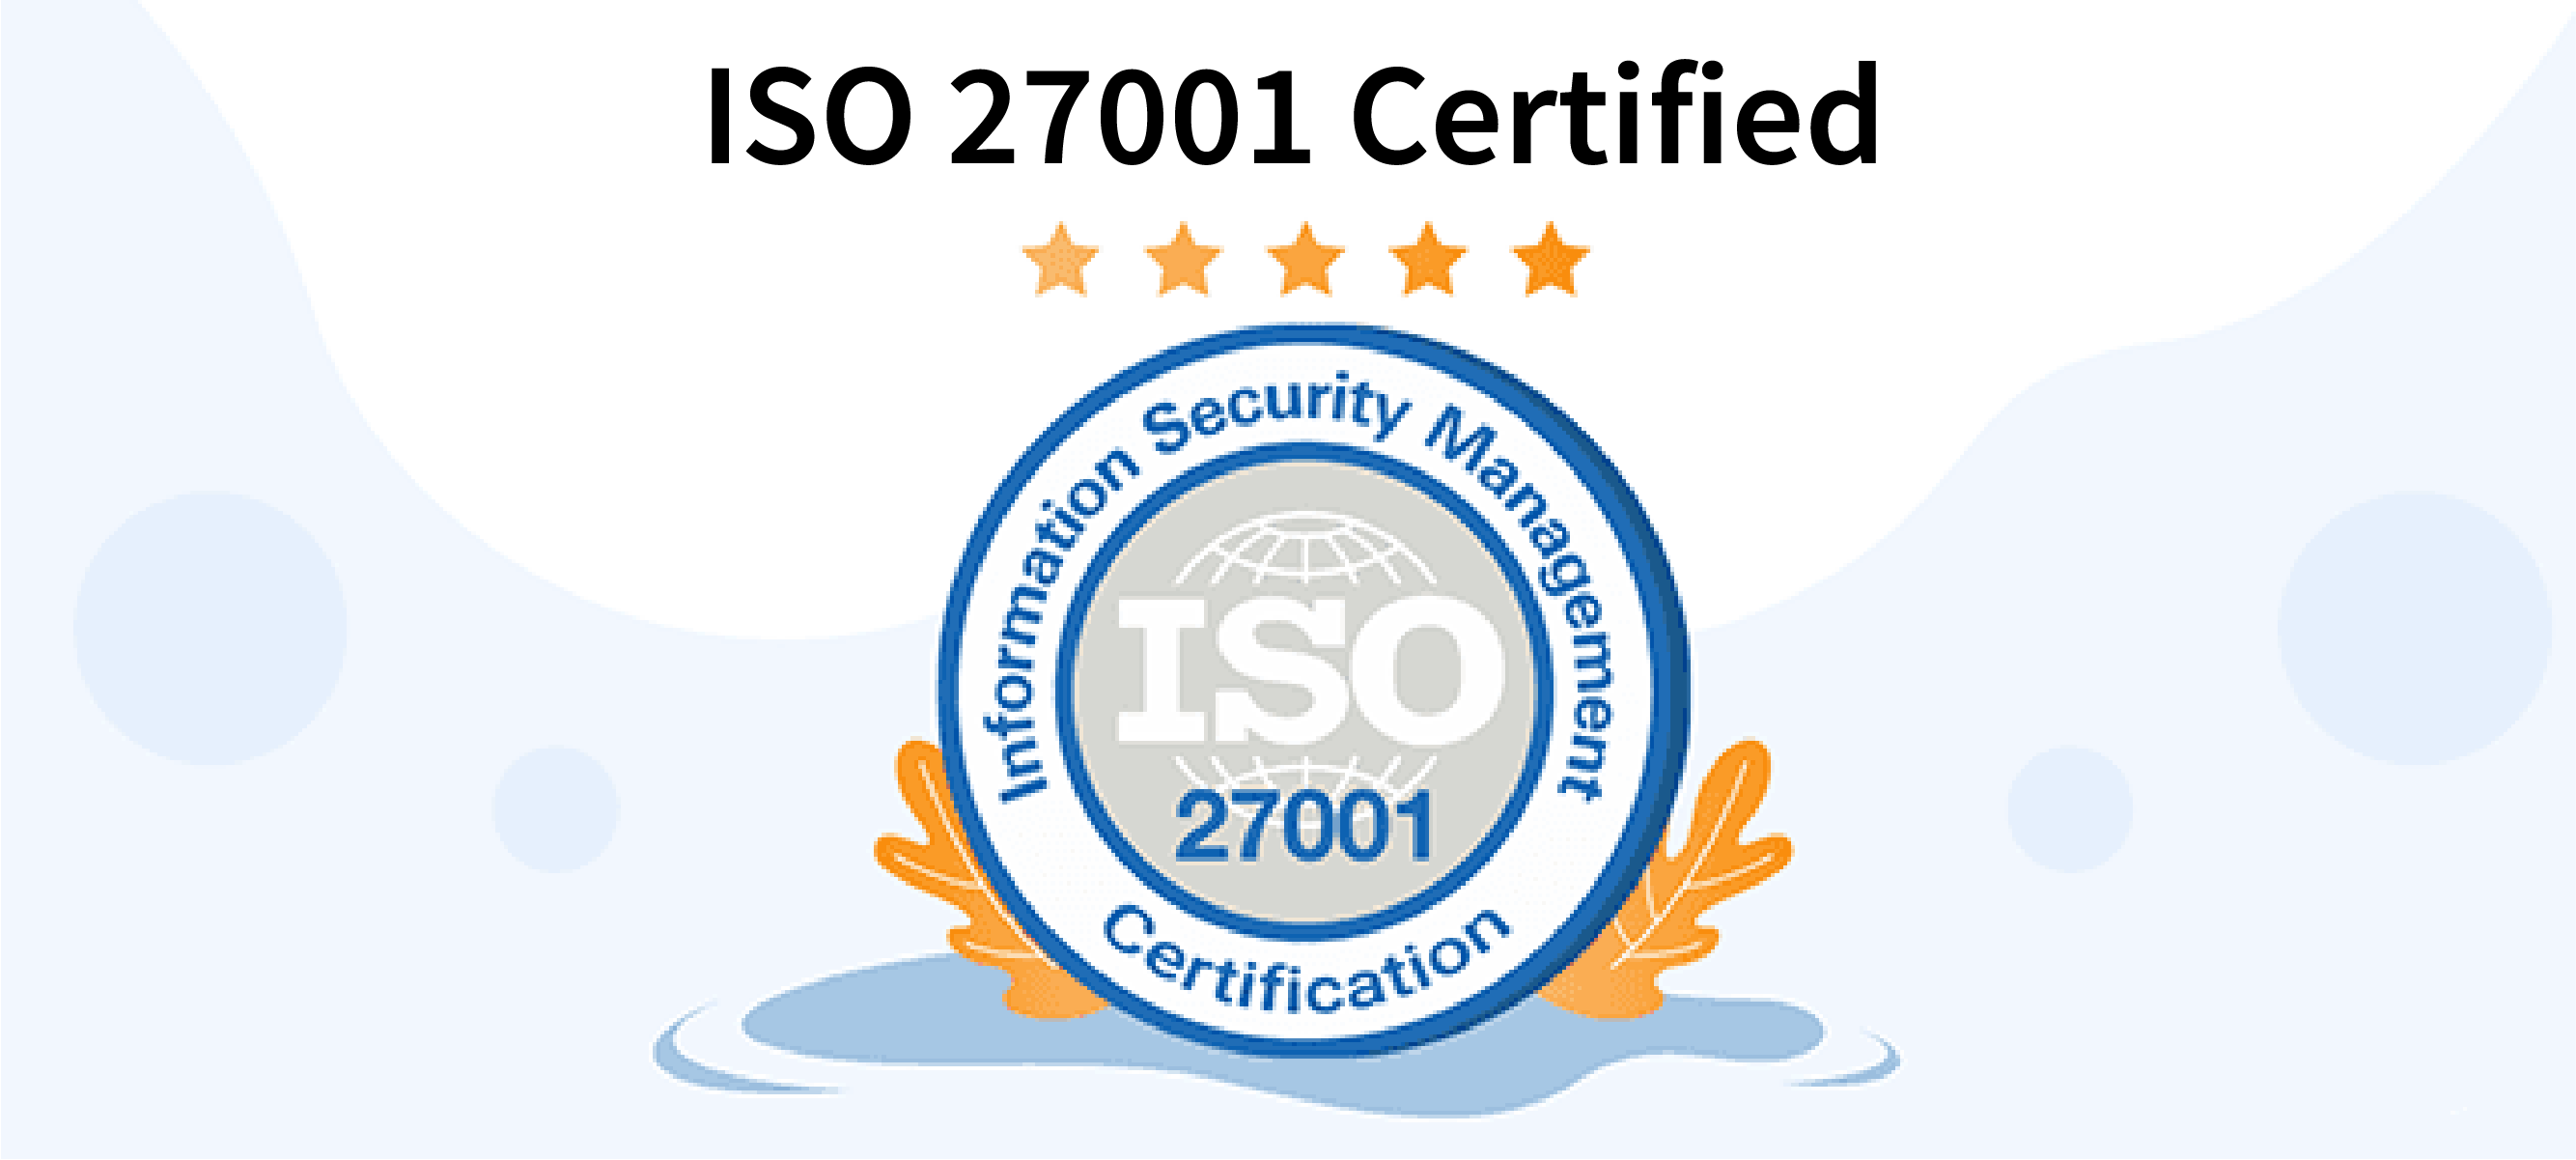 ISO 27001 Certified
Information Security Management
ISO
27001
Certification